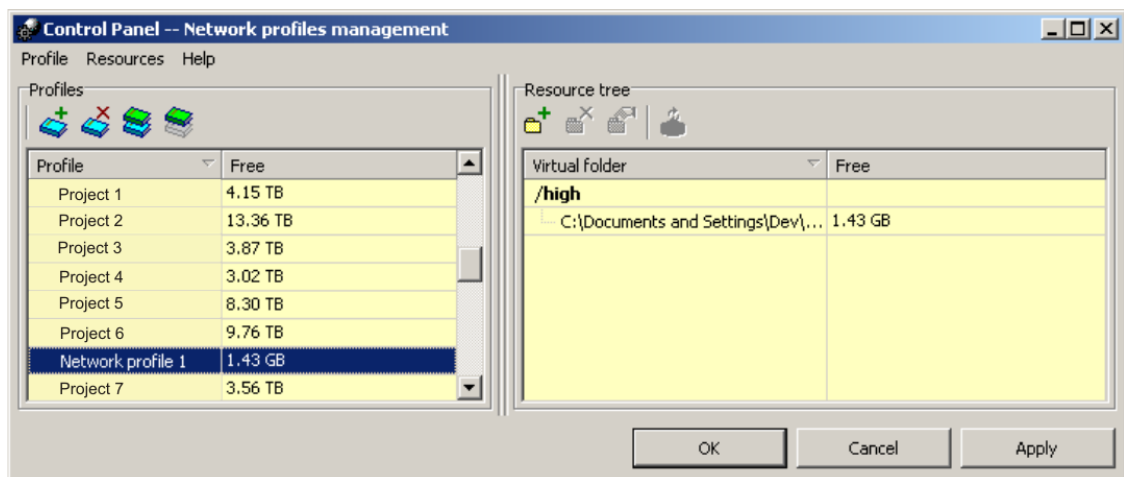 Control Panel -- Network profiles management
Profile Resources Help
Profiles
Profile Free
Project 1 4.15 TB
Project 2 13.36 TB
Project 3 3.87 TB
Project 4 3.02 TB
Project 5 8.30 TB
Project 6 9.76 TB
Network profile 1 1.43 GB
Project 7 3.56 TB
Resource tree
Virtual folder Free
/high
C:\Documents and Settings\Dev\... 1.43 GB
OK Cancel Apply